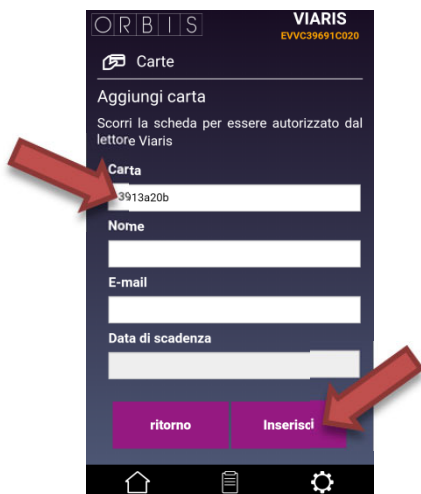 ORBIS
VIARIS
EVVC39691C020
Carte
Aggiungi carta
Scorri la scheda per essere autorizzato dal
lettore Viaris
Carta
3913a20b
Nome
E-mail
Data di scadenza
ritorno
Inserisci